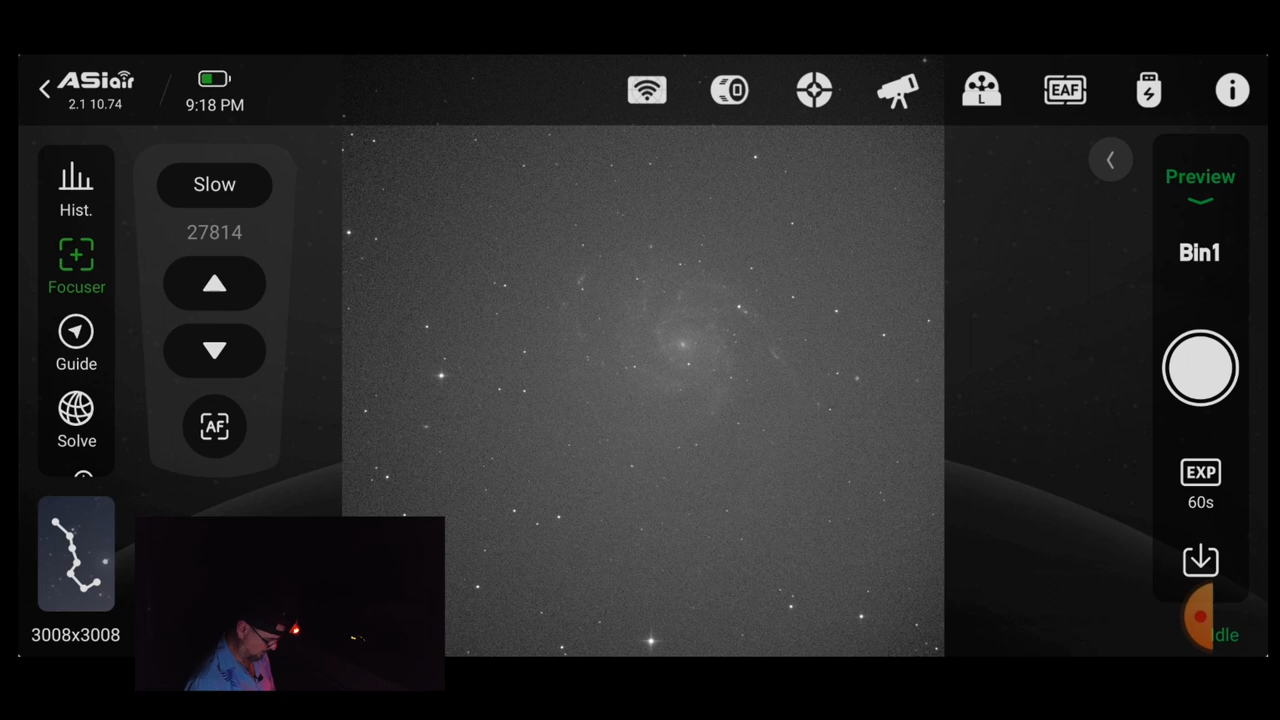 ASiair
2.1 10.74
9:18 PM
L
EAF
Hist.
Focuser
Guide
Solve
Slow
27814
AF
Preview
Bin1
EXP
60s
Idle
3008x3008